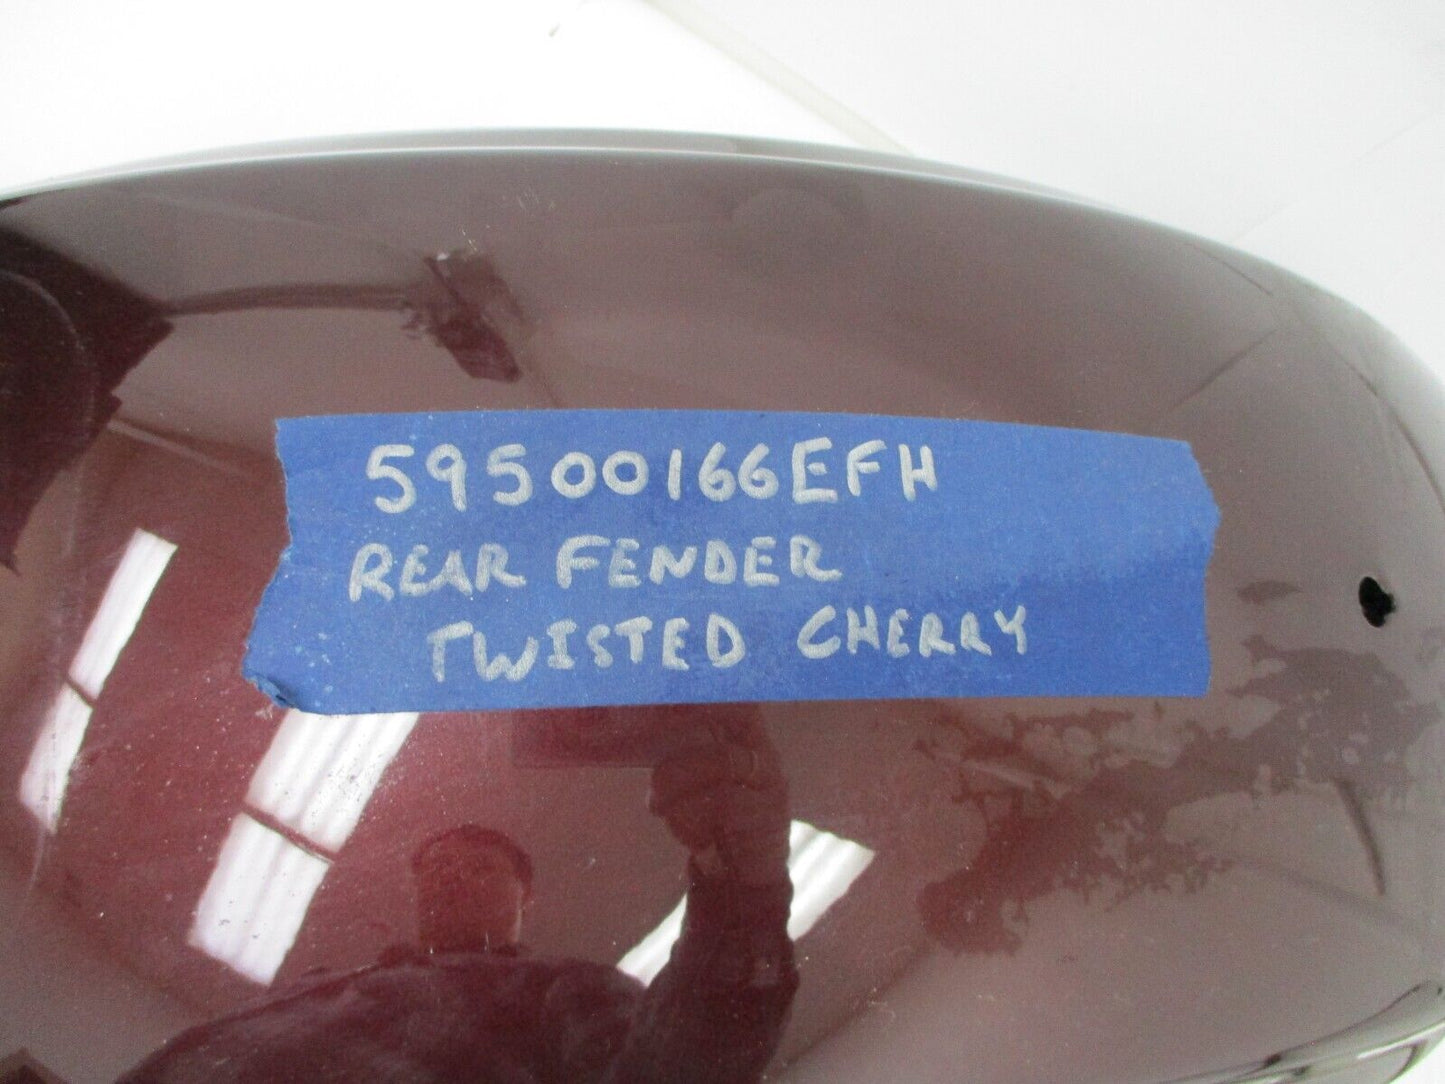 59500166EFH
REAR FENDER
TWISTED CHERRY